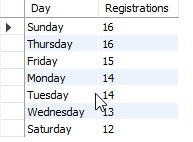 Day Registrations
Sunday 16
Thursday 16
Friday 15
Monday 14
Tuesday 14
Wednesday 13
Saturday 12